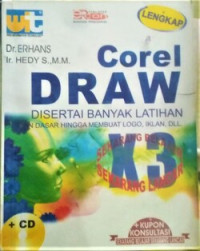 wt
LENGKAP
Dr. ERHANS
Ir. HEDY S., M.M.
Corel
DRAW
DISERTAI BANYAK LATIHAN
DASAR HINGGA MEMBUAT LOGO, IKLAN, DLL.
X3
+ CD
+KUPON
KONSULTASI